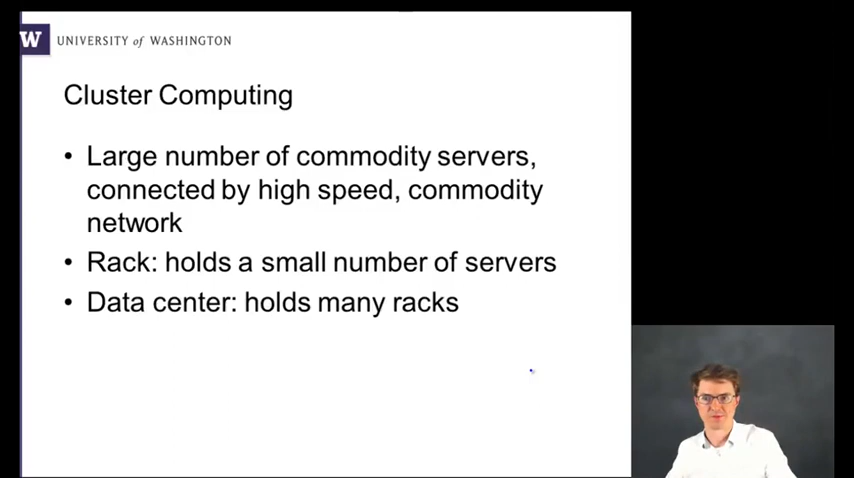 W UNIVERSITY of WASHINGTON
Cluster Computing
• Large number of commodity servers,
connected by high speed, commodity
network
• Rack: holds a small number of servers
• Data center: holds many racks